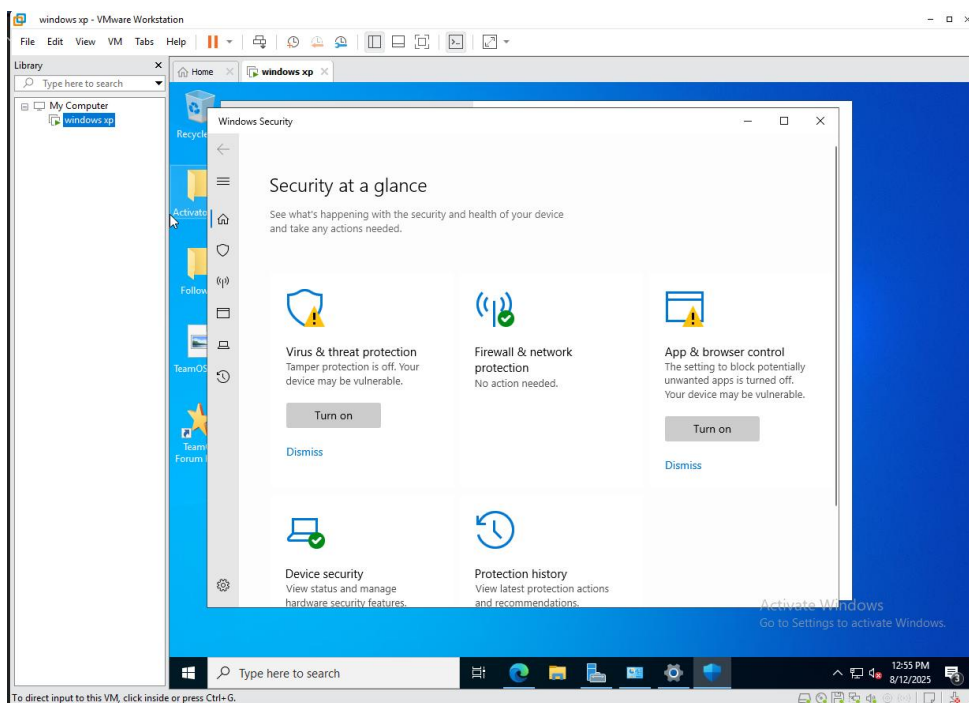 windows xp - VMware Workstation
File Edit View VM Tabs Help
Library
Type here to search
My Computer
windows xp
Home
windows xp
Recycle
Activato
Follow
TeamOS
Team
Forum
Windows Security
Security at a glance
See what's happening with the security and health of your device
and take any actions needed.
Virus & threat protection
Tamper protection is off. Your
device may be vulnerable.
Turn on
Dismiss
Firewall & network
protection
No action needed.
App & browser control
The setting to block potentially
unwanted apps is turned off.
Your device may be vulnerable.
Turn on
Dismiss
Device security
View status and manage
hardware security features.
Protection history
View latest protection actions
and recommendations.
Activate Windows
Go to Settings to activate Windows.
Type here to search
12:55 PM
8/12/2025
3
To direct input to this VM, click inside or press Ctrl+G.